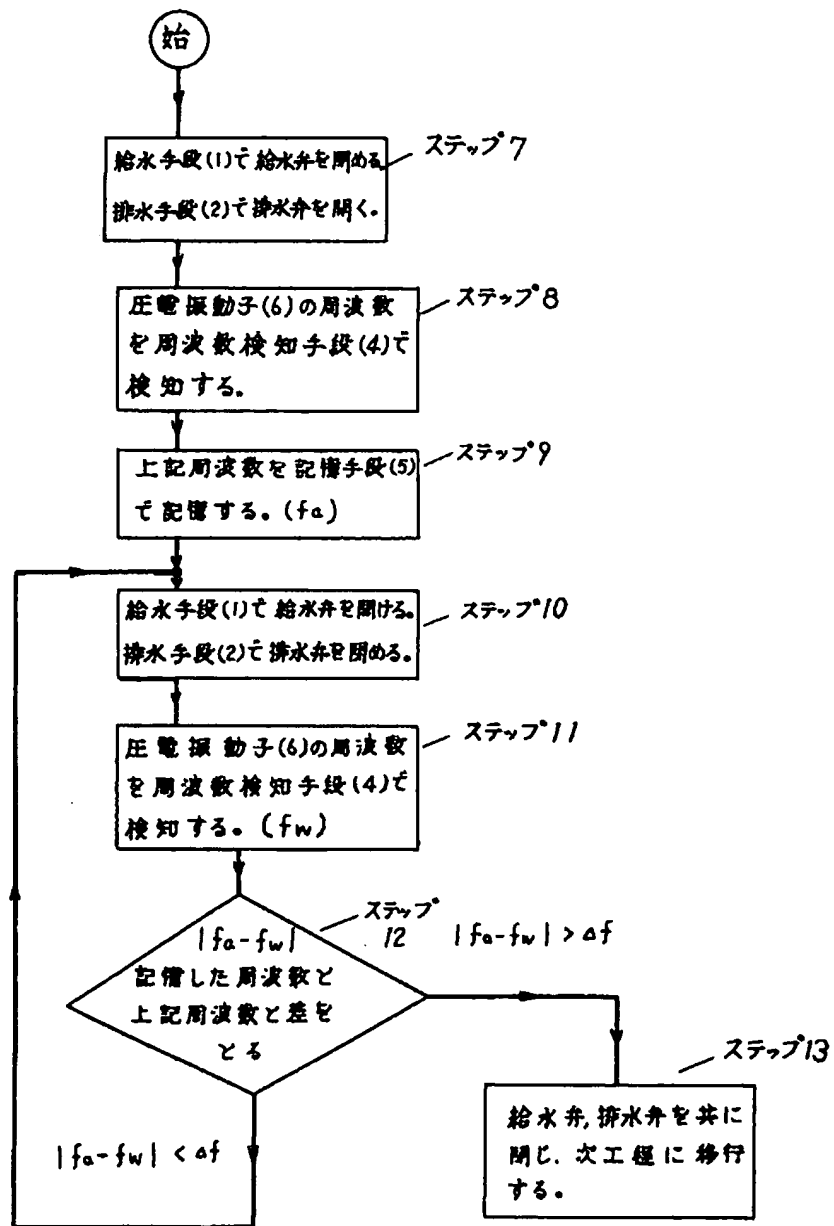 始
給水手段(1)で給水弁を閉める
排水手段(2)で排水弁を開く。
ステップ7
圧電振動子(6)の周波数
を周波数検知手段(4)で
検知する。
ステップ8
上記周波数を記憶手段(5)
で記憶する。(fa)
ステップ9
給水手段(1)で給水弁を開ける。
排水手段(2)で排水弁を閉める。
ステップ10
圧電振動子(6)の周波数
を周波数検知手段(4)で
検知する。(fw)
ステップ11
|fa-fw|
記憶した周波数と
上記周波数と差を
とる
ステップ
12
|fa-fw|>Δf
|fa-fw|<Δf
ステップ13
給水弁,排水弁を共に
閉じ、次工程に移行
する。